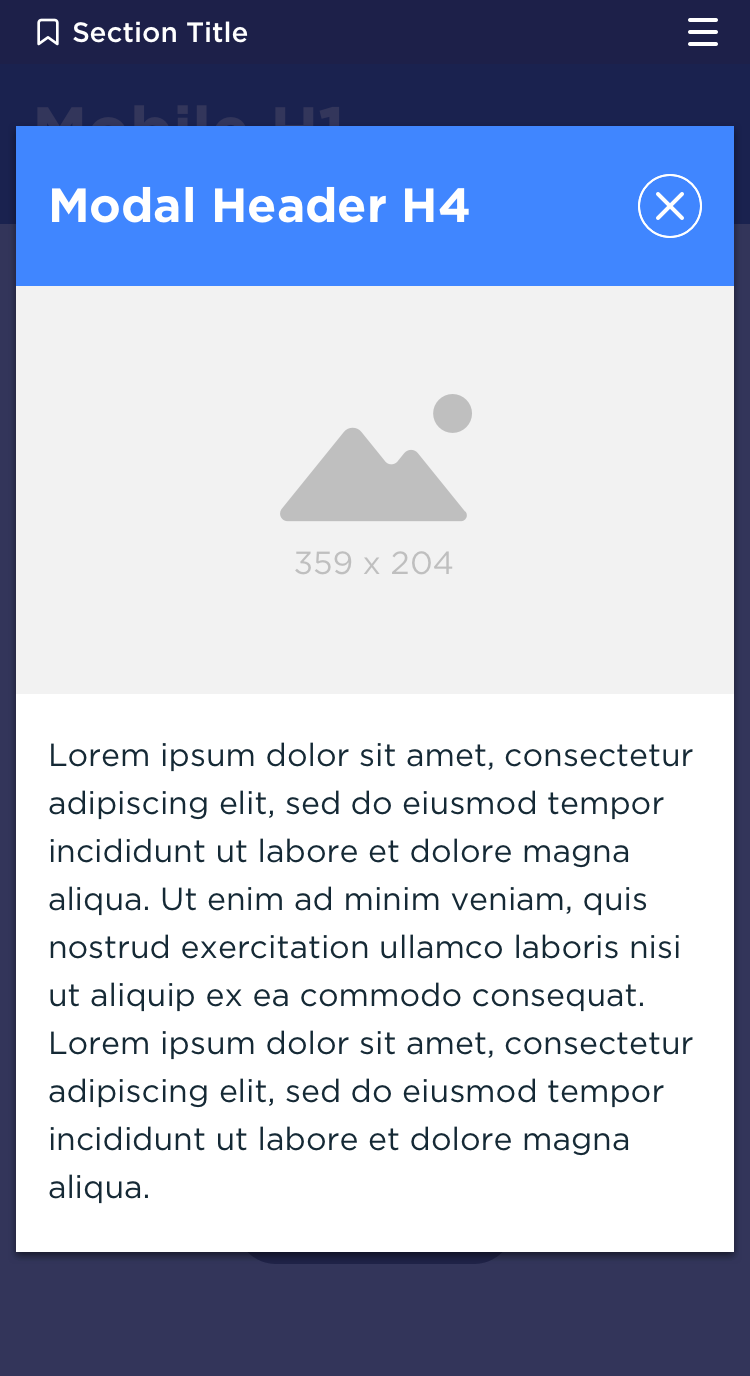 Section Title
Mobile H1
Modal Header H4
359 x 204
Lorem ipsum dolor sit amet, consectetur
adipiscing elit, sed do eiusmod tempor
incididunt ut labore et dolore magna
aliqua. Ut enim ad minim veniam, quis
nostrud exercitation ullamco laboris nisi
ut aliquip ex ea commodo consequat.
Lorem ipsum dolor sit amet, consectetur
adipiscing elit, sed do eiusmod tempor
incididunt ut labore et dolore magna
aliqua.